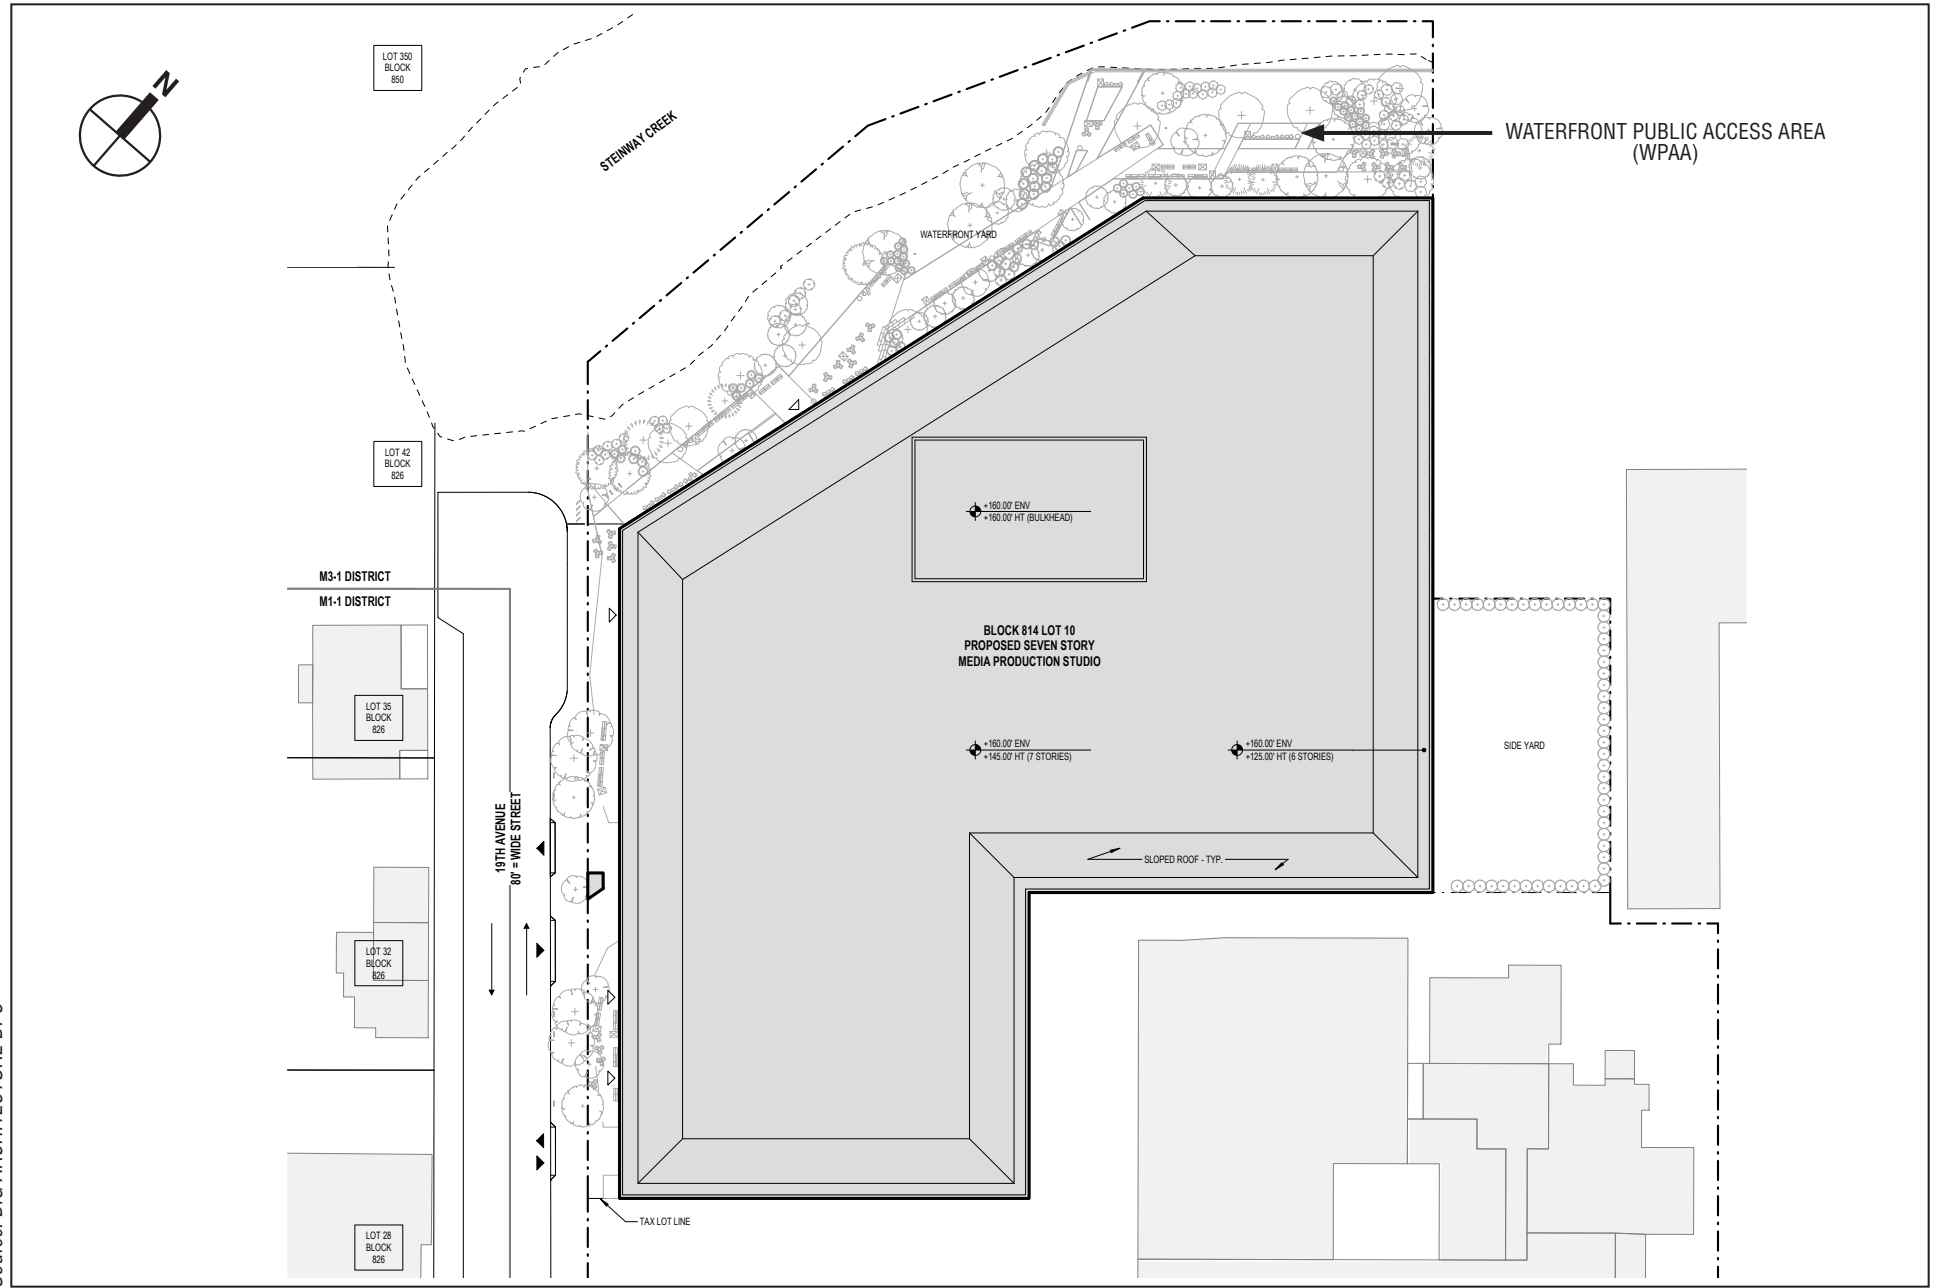 LOT 350
BLOCK
850
N
STEINWAY CREEK
WATERFRONT PUBLIC ACCESS AREA
(WPAA)
WATERFRONT YARD
LOT 42
BLOCK
826
+160.00' ENV
+160.00' HT (BULKHEAD)
M3-1 DISTRICT
M1-1 DISTRICT
BLOCK 814 LOT 10
PROPOSED SEVEN STORY
MEDIA PRODUCTION STUDIO
LOT 35
BLOCK
826
+160.00' ENV
+145.00' HT (7 STORIES)
+160.00' ENV
+125.00' HT (6 STORIES)
SIDE YARD
19TH AVENUE
80' = WIDE STREET
SLOPED ROOF - TYP.
LOT 32
BLOCK
826
TAX LOT LINE
LOT 28
BLOCK
826